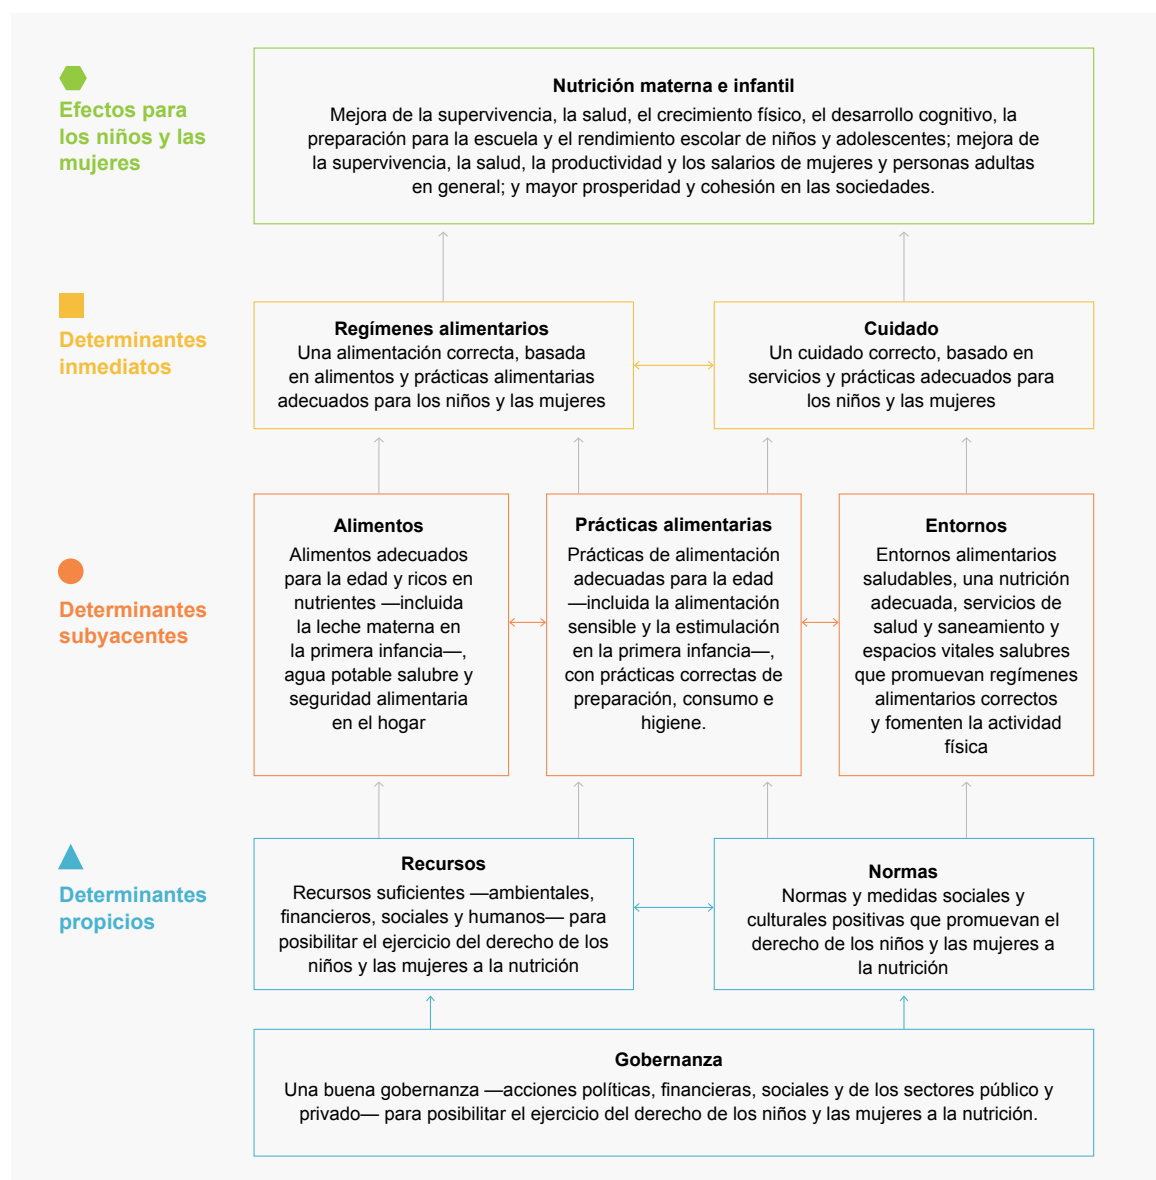 Efectos para
los niños y las
mujeres
Nutrición materna e infantil
Mejora de la supervivencia, la salud, el crecimiento físico, el desarrollo cognitivo, la
preparación para la escuela y el rendimiento escolar de niños y adolescentes; mejora de
la supervivencia, la salud, la productividad y los salarios de mujeres y personas adultas
en general; y mayor prosperidad y cohesión en las sociedades.
Determinantes
inmediatos
Regímenes alimentarios
Una alimentación correcta, basada
en alimentos y prácticas alimentarias
adecuados para los niños y las mujeres
Cuidado
Un cuidado correcto, basado en
servicios y prácticas adecuados para
los niños y las mujeres
Determinantes
subyacentes
Alimentos
Alimentos adecuados
para la edad y ricos en
nutrientes —incluida
la leche materna en
la primera infancia—,
agua potable salubre y
seguridad alimentaria
en el hogar
Prácticas alimentarias
Prácticas de alimentación
adecuadas para la edad
—incluida la alimentación
sensible y la estimulación
en la primera infancia—,
con prácticas correctas de
preparación, consumo e
higiene.
Entornos
Entornos alimentarios
saludables, una nutrición
adecuada, servicios de
salud y saneamiento y
espacios vitales salubres
que promuevan regímenes
alimentarios correctos
y fomenten la actividad
física
Determinantes
propicios
Recursos
Recursos suficientes —ambientales,
financieros, sociales y humanos— para
posibilitar el ejercicio del derecho de los
niños y las mujeres a la nutrición
Normas
Normas y medidas sociales y
culturales positivas que promuevan el
derecho de los niños y las mujeres a
la nutrición
Gobernanza
Una buena gobernanza —acciones políticas, financieras, sociales y de los sectores público y
privado— para posibilitar el ejercicio del derecho de los niños y las mujeres a la nutrición.